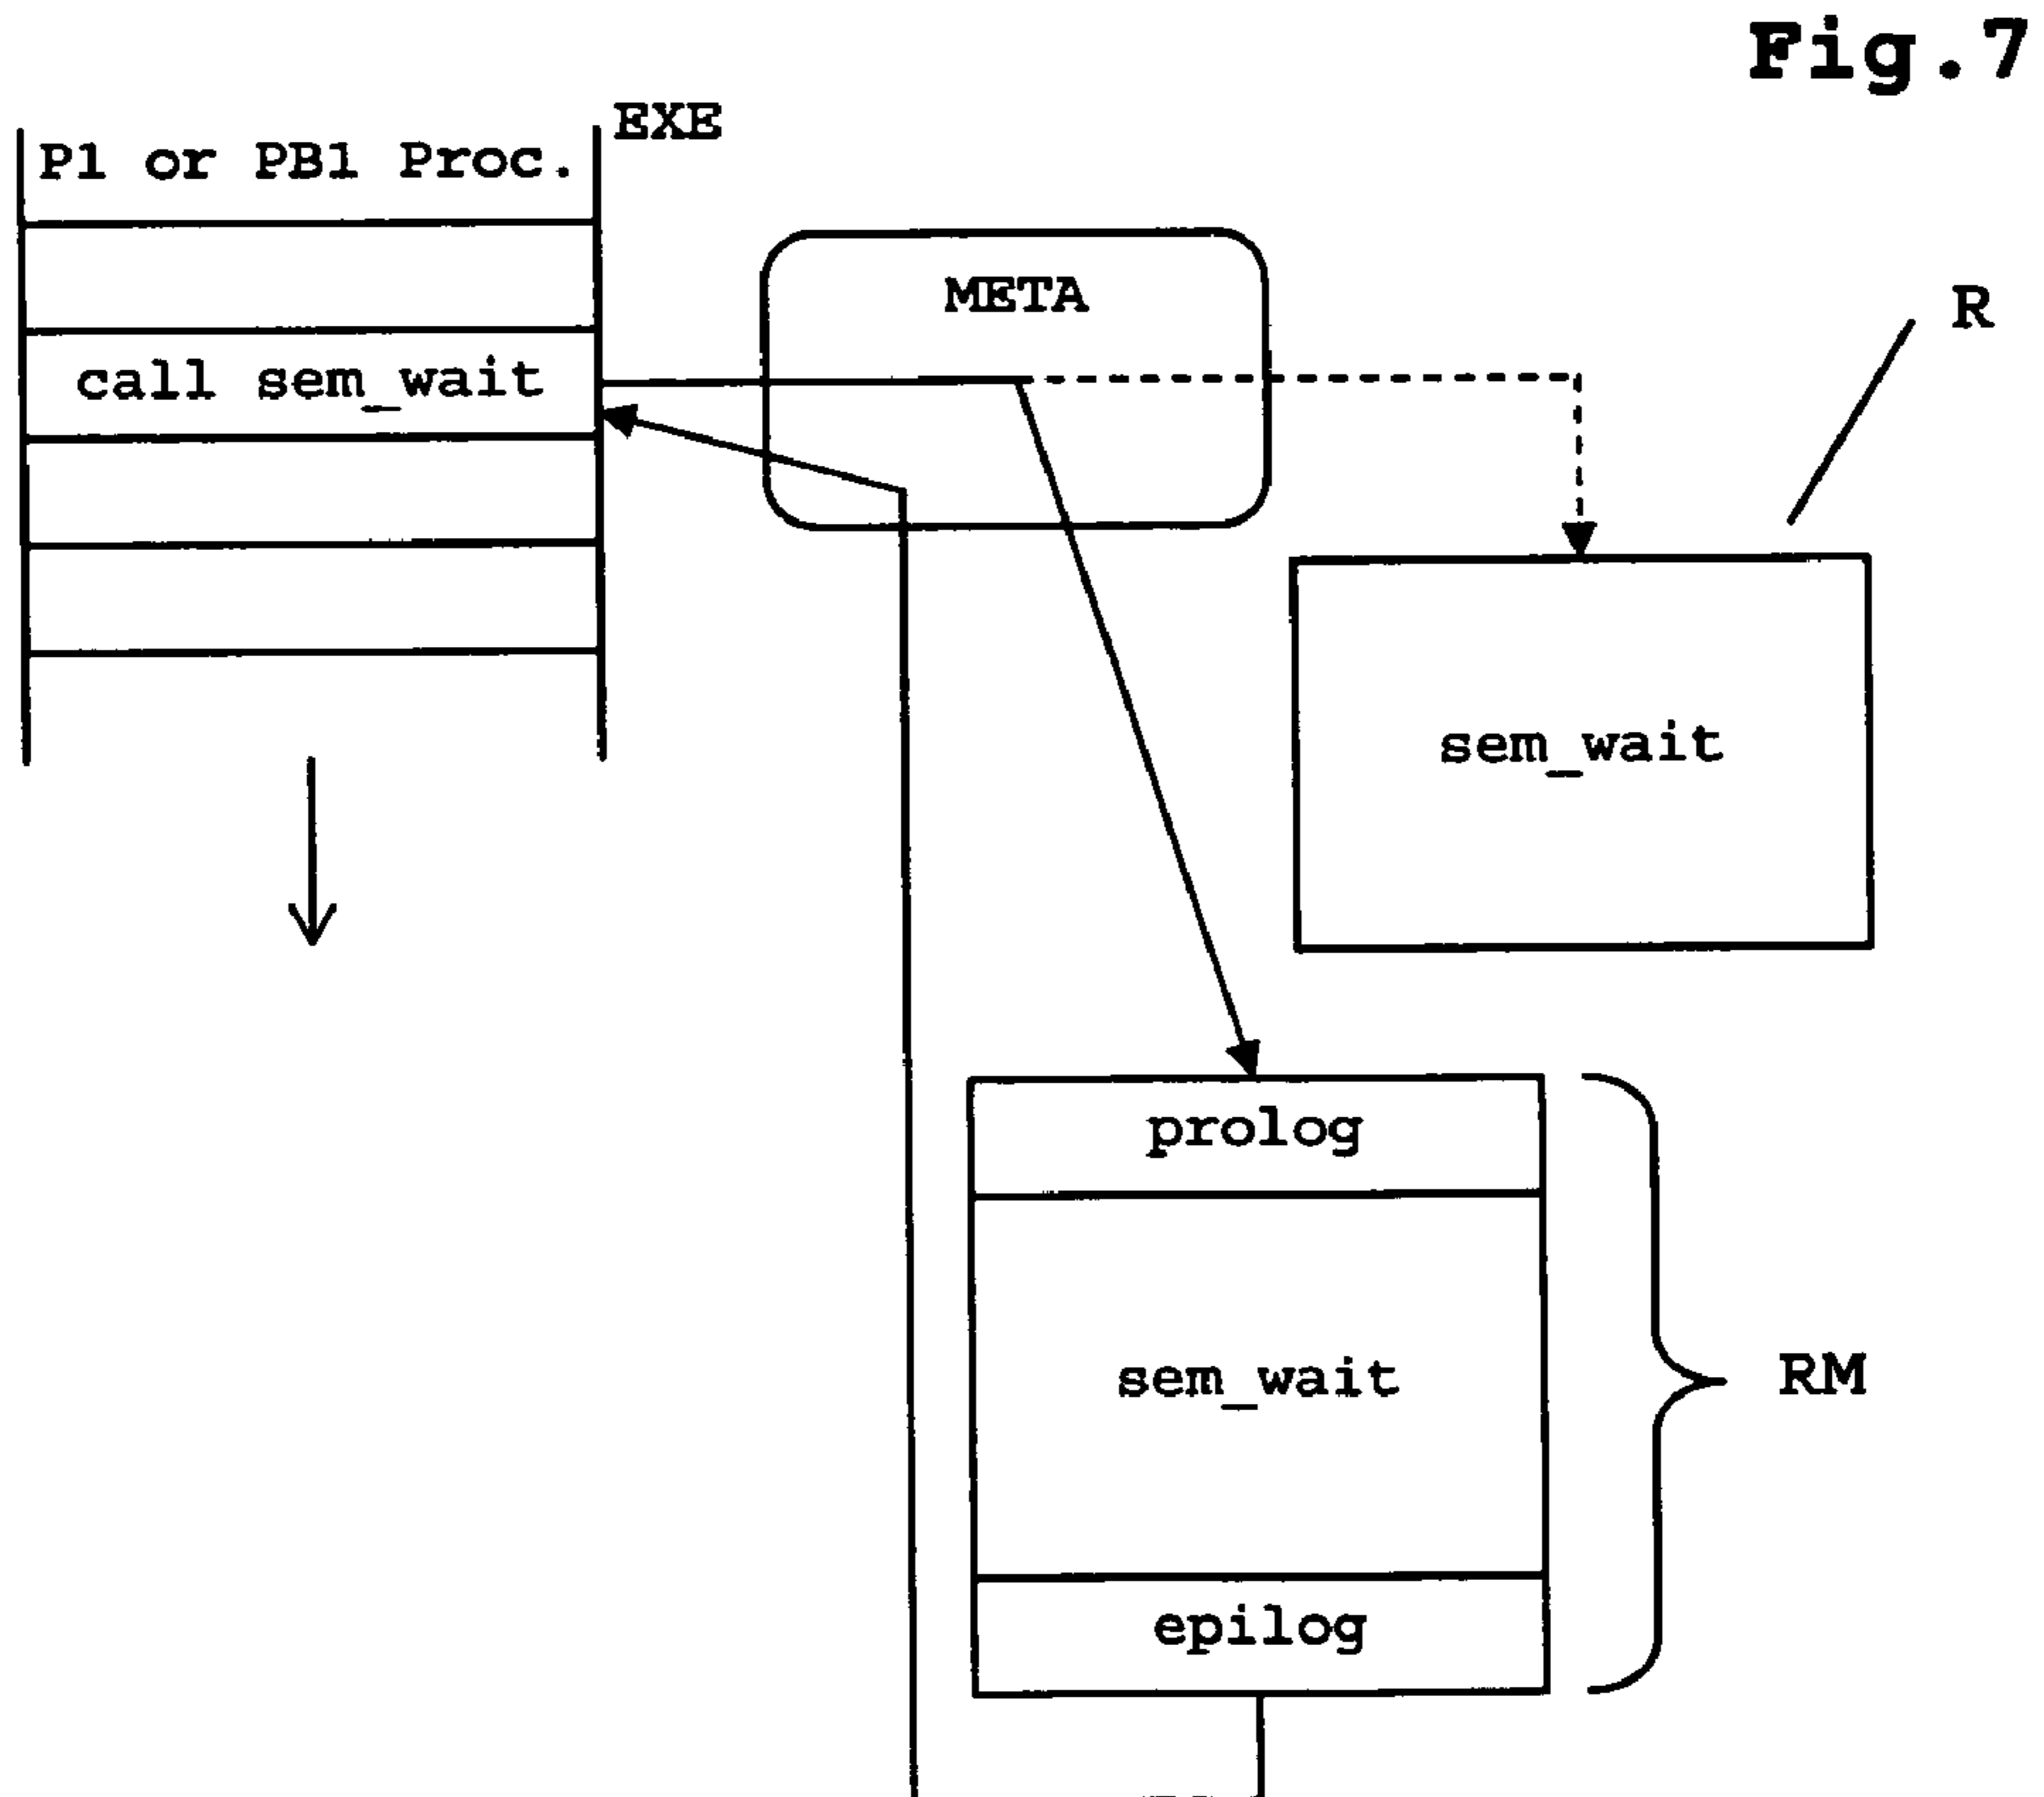 Fig.7
EXE
P1 or PB1 Proc.
META
R
call sem_wait
sem_wait
prolog
sem_wait
RM
epilog